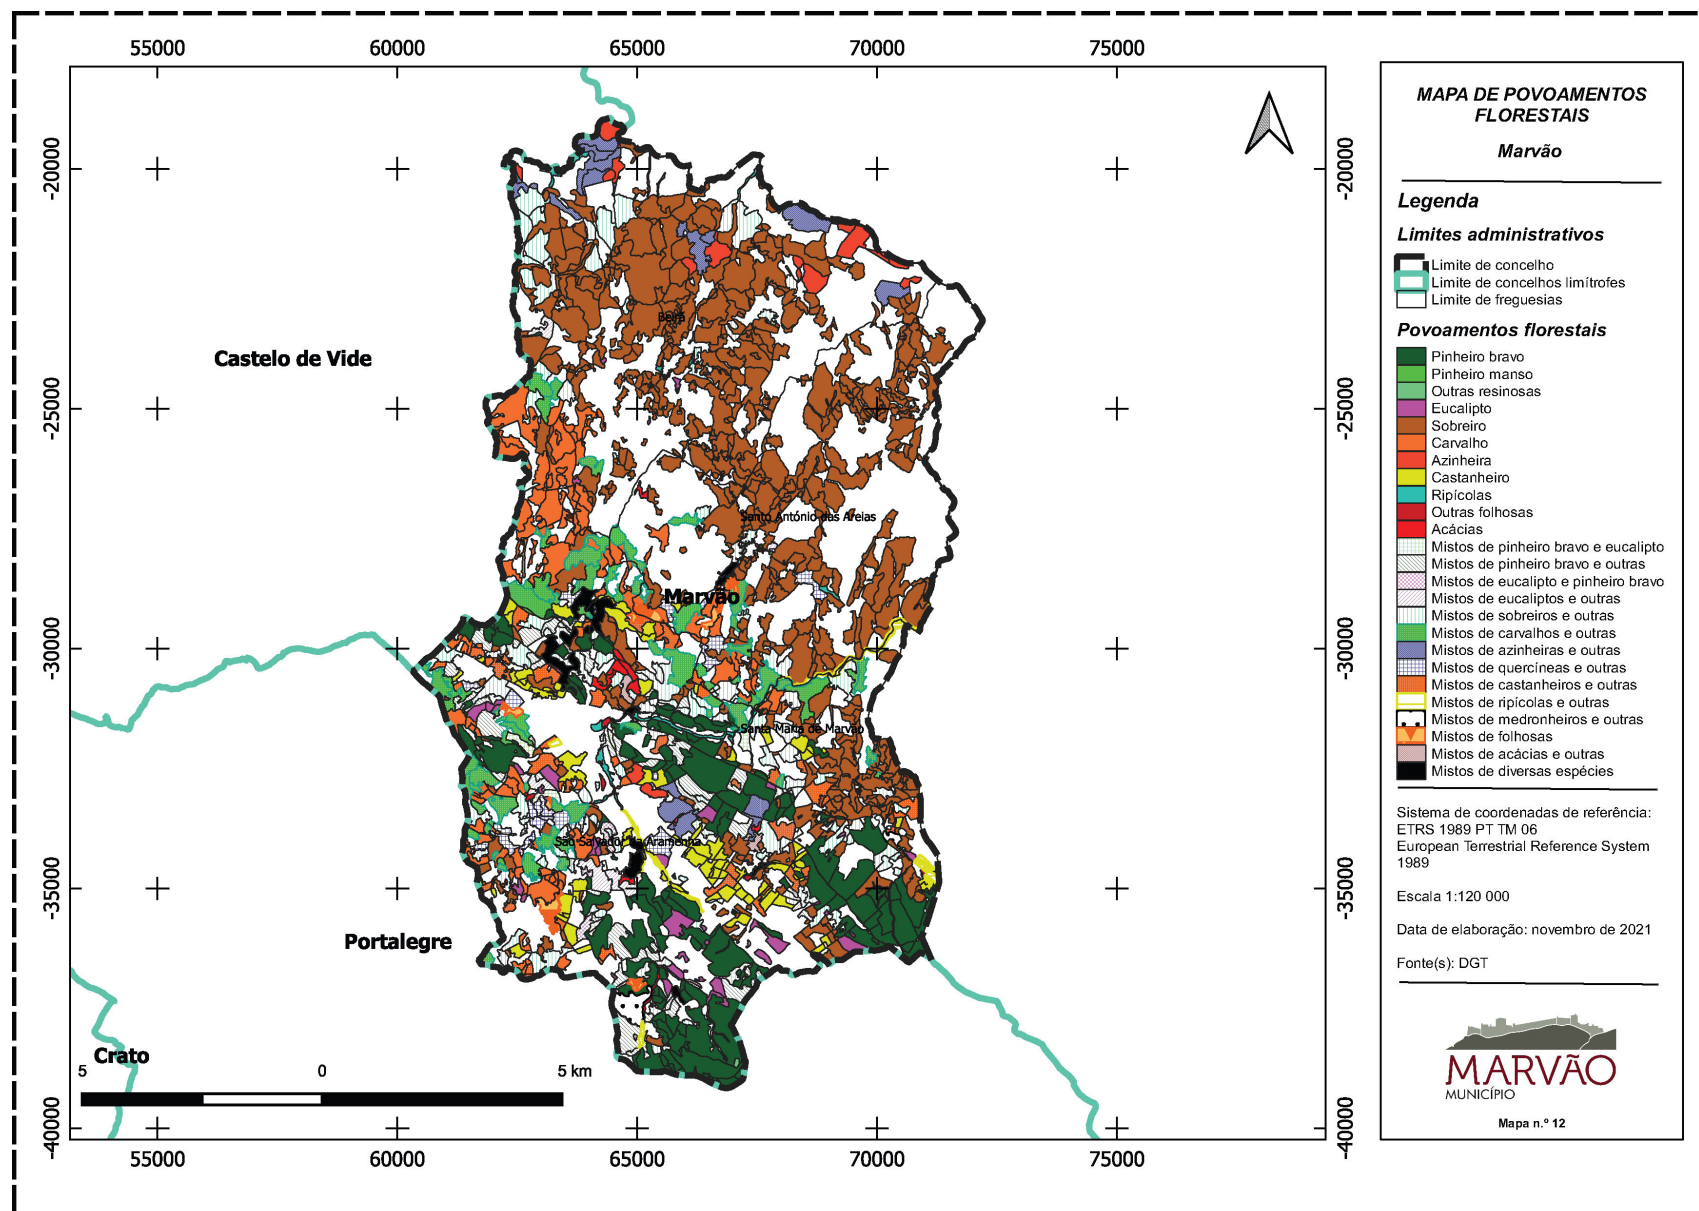 55000 60000 65000 70000 75000
-20000
-25000
-30000
-35000
-40000
-20000
-25000
-30000
-35000
-40000
Castelo de Vide
Beirã
Santo António das Areias
Marvão
Santa Maria de Marvão
São Salvador da Aramenha
Portalegre
Crato
5 0 5 km
55000 60000 65000 70000 75000
MAPA DE POVOAMENTOS
FLORESTAIS
Marvão
Legenda
Limites administrativos
Limite de concelho
Limite de concelhos limítrofes
Limite de freguesias
Povoamentos florestais
Pinheiro bravo
Pinheiro manso
Outras resinosas
Eucalipto
Sobreiro
Carvalho
Azinheira
Castanheiro
Ripícolas
Outras folhosas
Acácias
Mistos de pinheiro bravo e eucalipto
Mistos de pinheiro bravo e outras
Mistos de eucalipto e pinheiro bravo
Mistos de eucaliptos e outras
Mistos de sobreiros e outras
Mistos de carvalhos e outras
Mistos de azinheiras e outras
Mistos de quercíneas e outras
Mistos de castanheiros e outras
Mistos de ripícolas e outras
Mistos de medronheiros e outras
Mistos de folhosas
Mistos de acácias e outras
Mistos de diversas espécies
Sistema de coordenadas de referência:
ETRS 1989 PT TM 06
European Terrestrial Reference System
1989
Escala 1:120 000
Data de elaboração: novembro de 2021
Fonte(s): DGT
MARVÃO
MUNICÍPIO
Mapa n.º 12